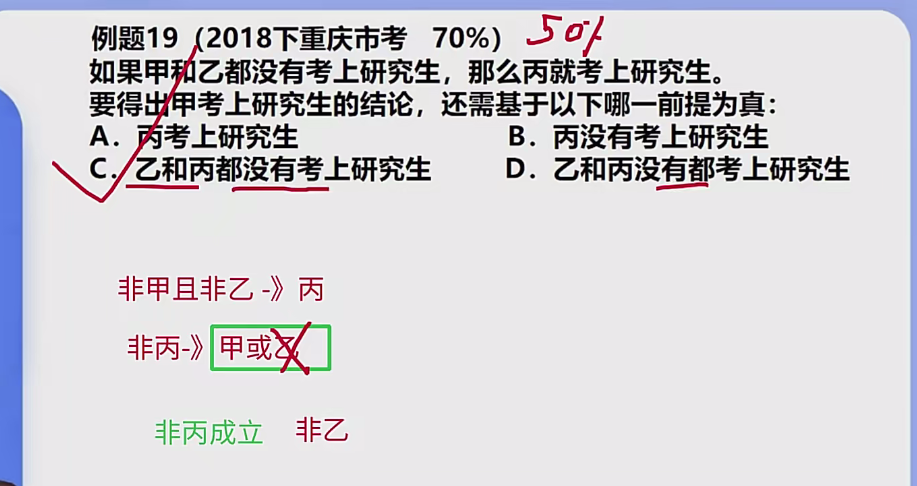 例题19（2018下重庆市考 70%） 50%
如果甲和乙都没有考上研究生，那么丙就考上研究生。
要得出甲考上研究生的结论，还需基于以下哪一前提为真：
A．丙考上研究生 B．丙没有考上研究生
C．乙和丙都没有考上研究生 D．乙和丙没有都考上研究生
非甲且非乙 -》丙
非丙-》甲或乙
非丙成立 非乙